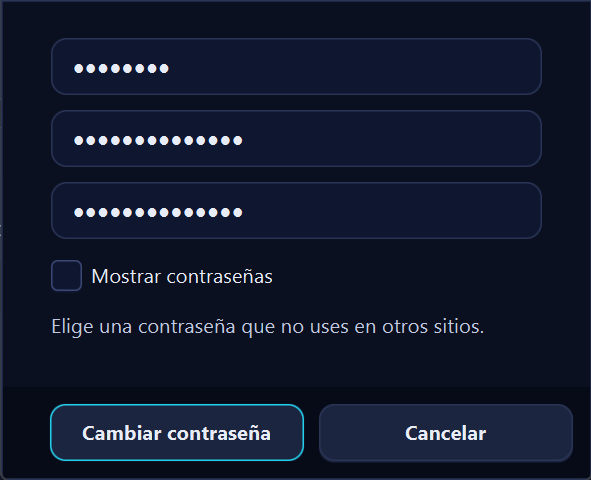 ●●●●●●●●
●●●●●●●●●●●●●●
●●●●●●●●●●●●●●
Mostrar contraseñas
Elige una contraseña que no uses en otros sitios.
Cambiar contraseña
Cancelar